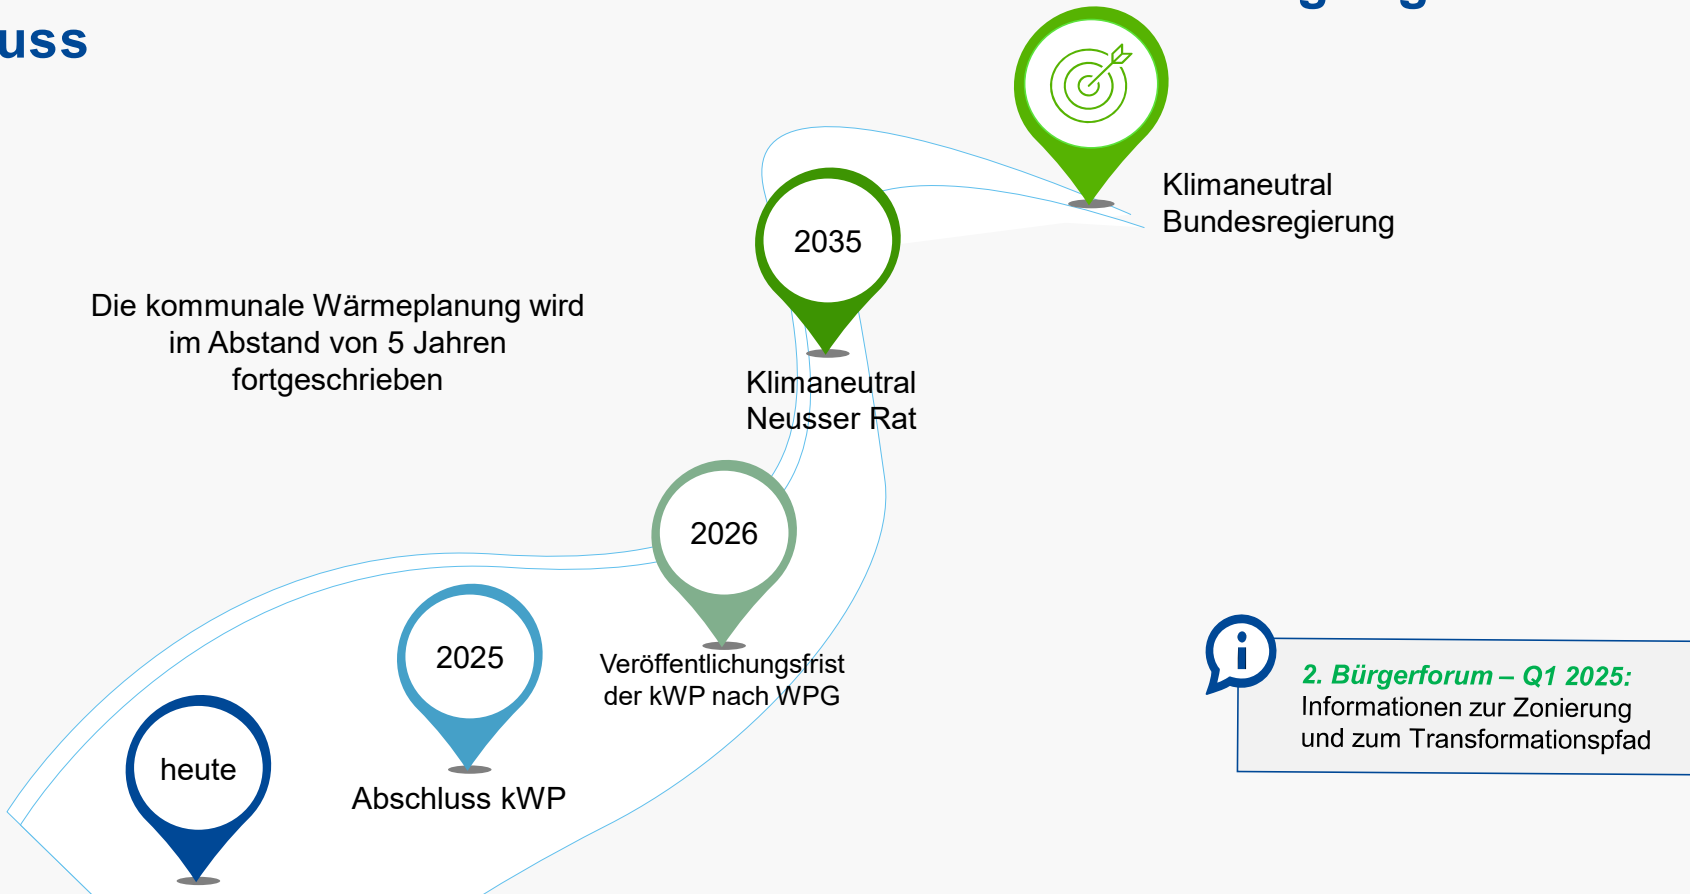 Klimaneutral
Bundesregierung
2035
Klimaneutral
Neusser Rat
Die kommunale Wärmeplanung wird
im Abstand von 5 Jahren
fortgeschrieben
2026
Veröffentlichungsfrist
der kWP nach WPG
2025
Abschluss kWP
heute
2. Bürgerforum – Q1 2025:
Informationen zur Zonierung
und zum Transformationspfad